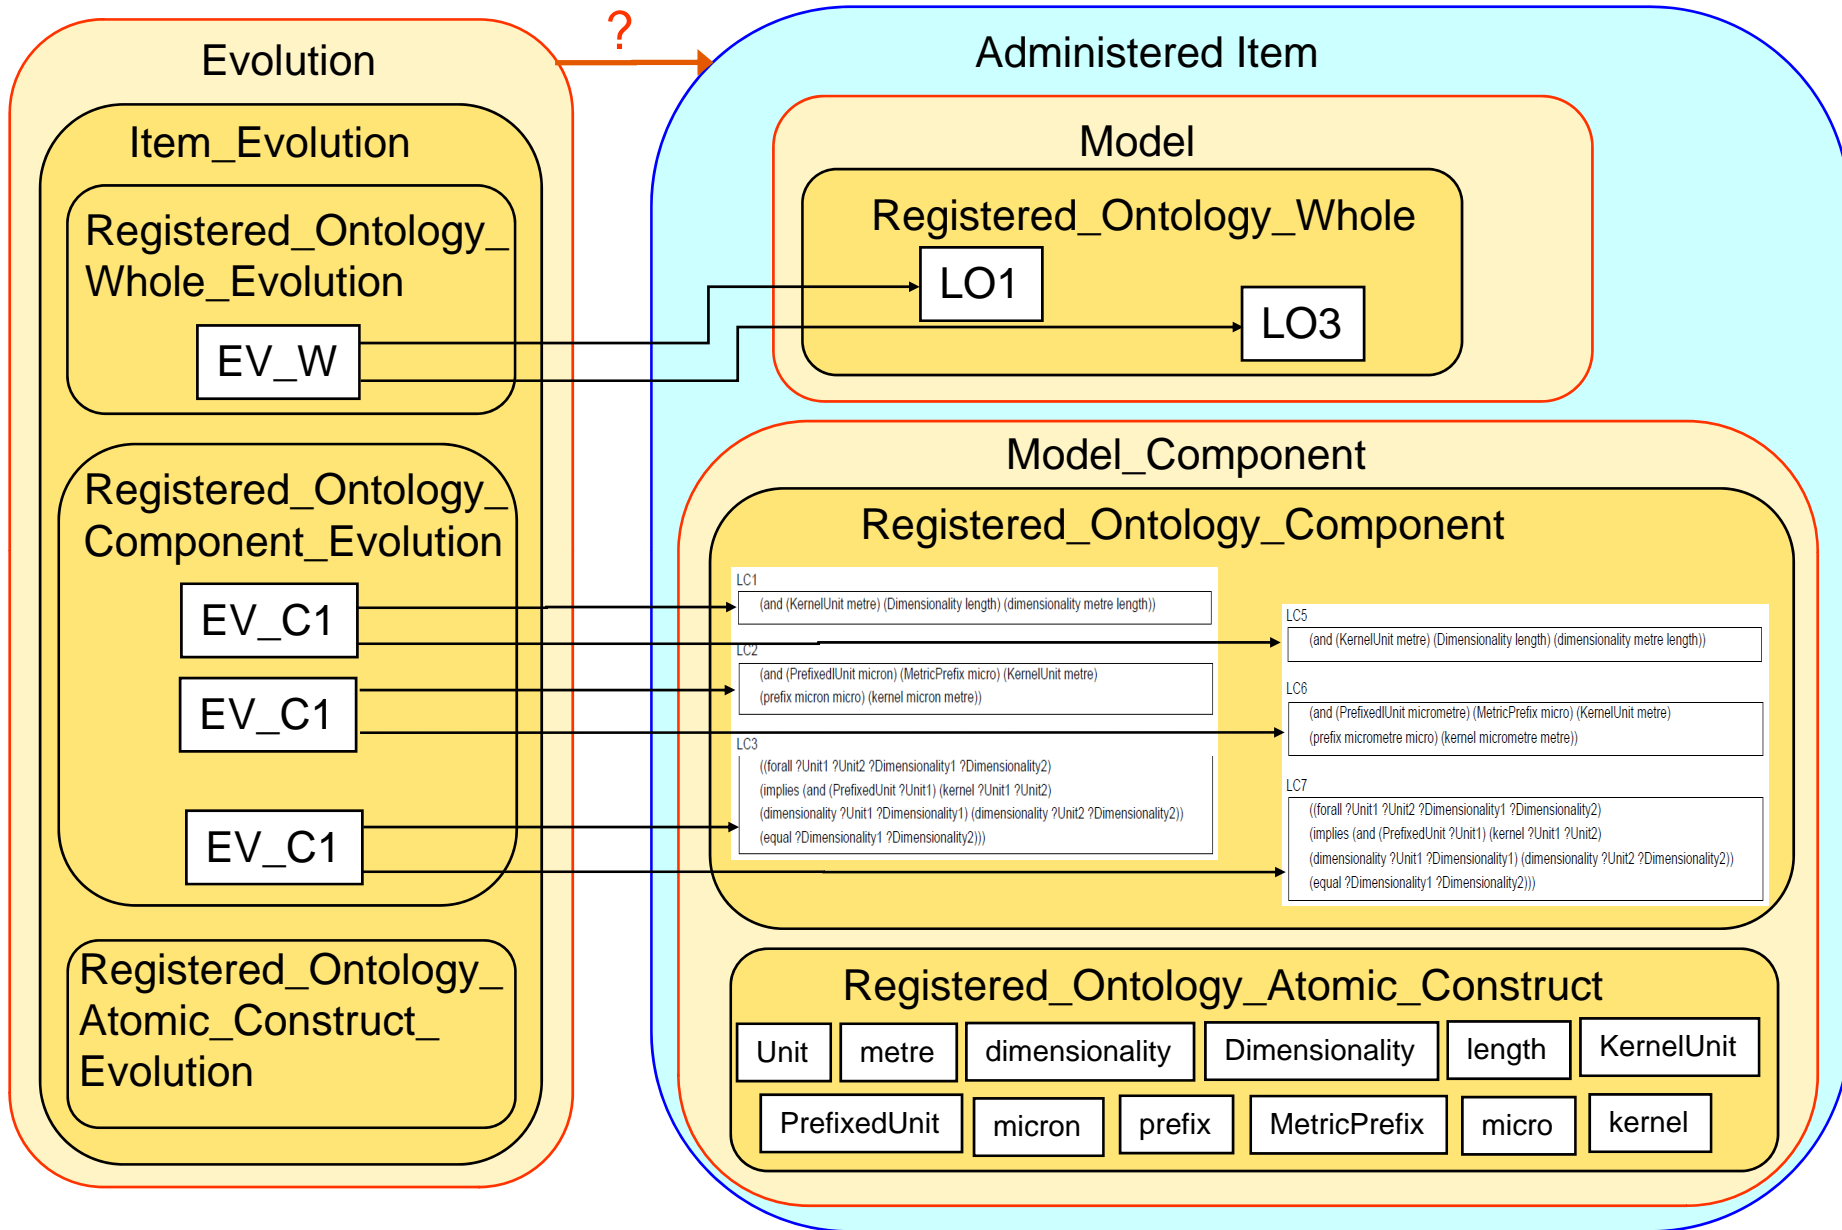 Evolution
?
Administered Item
Item_Evolution
Registered_Ontology_
Whole_Evolution
EV_W
Registered_Ontology_
Component_Evolution
EV_C1
EV_C1
EV_C1
Registered_Ontology_
Atomic_Construct_
Evolution
Model
Registered_Ontology_Whole
LO1
LO3
Model_Component
Registered_Ontology_Component
LC1
(and (KernelUnit metre) (Dimensionality length) (dimensionality metre length))
LC2
(and (PrefixedIUnit micron) (MetricPrefix micro) (KernelUnit metre)
(prefix micron micro) (kernel micron metre))
LC3
((forall ?Unit1 ?Unit2 ?Dimensionality1 ?Dimensionality2)
(implies (and (PrefixedUnit ?Unit1) (kernel ?Unit1 ?Unit2)
(dimensionality ?Unit1 ?Dimensionality1) (dimensionality ?Unit2 ?Dimensionality2))
(equal ?Dimensionality1 ?Dimensionality2)))
LC5
(and (KernelUnit metre) (Dimensionality length) (dimensionality metre length))
LC6
(and (PrefixedIUnit micrometre) (MetricPrefix micro) (KernelUnit metre)
(prefix micrometre micro) (kernel micrometre metre))
LC7
((forall ?Unit1 ?Unit2 ?Dimensionality1 ?Dimensionality2)
(implies (and (PrefixedUnit ?Unit1) (kernel ?Unit1 ?Unit2)
(dimensionality ?Unit1 ?Dimensionality1) (dimensionality ?Unit2 ?Dimensionality2))
(equal ?Dimensionality1 ?Dimensionality2)))
Registered_Ontology_Atomic_Construct
Unit metre dimensionality Dimensionality length KernelUnit
PrefixedUnit micron prefix MetricPrefix micro kernel